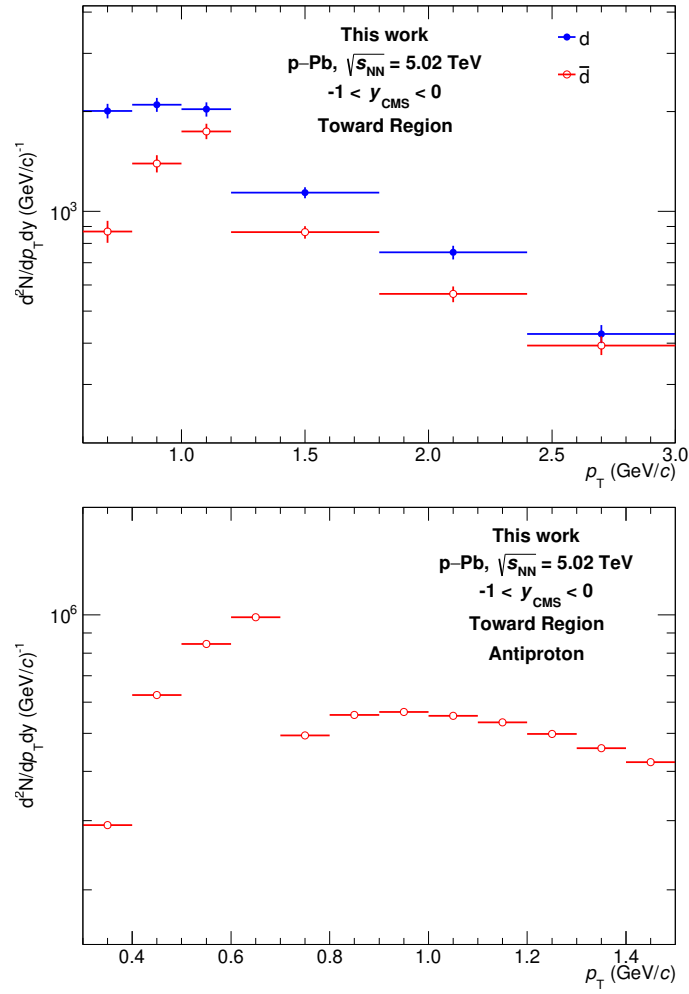 This work
p–Pb, √sNN = 5.02 TeV
-1 < yCMS < 0
Toward Region
d
d̅
d²N/dpTdy (GeV/c)⁻¹
10³
1.0 1.5 2.0 2.5 3.0
pT (GeV/c)
This work
p–Pb, √sNN = 5.02 TeV
-1 < yCMS < 0
Toward Region
Antiproton
d²N/dpTdy (GeV/c)⁻¹
10⁶
0.4 0.6 0.8 1.0 1.2 1.4
pT (GeV/c)